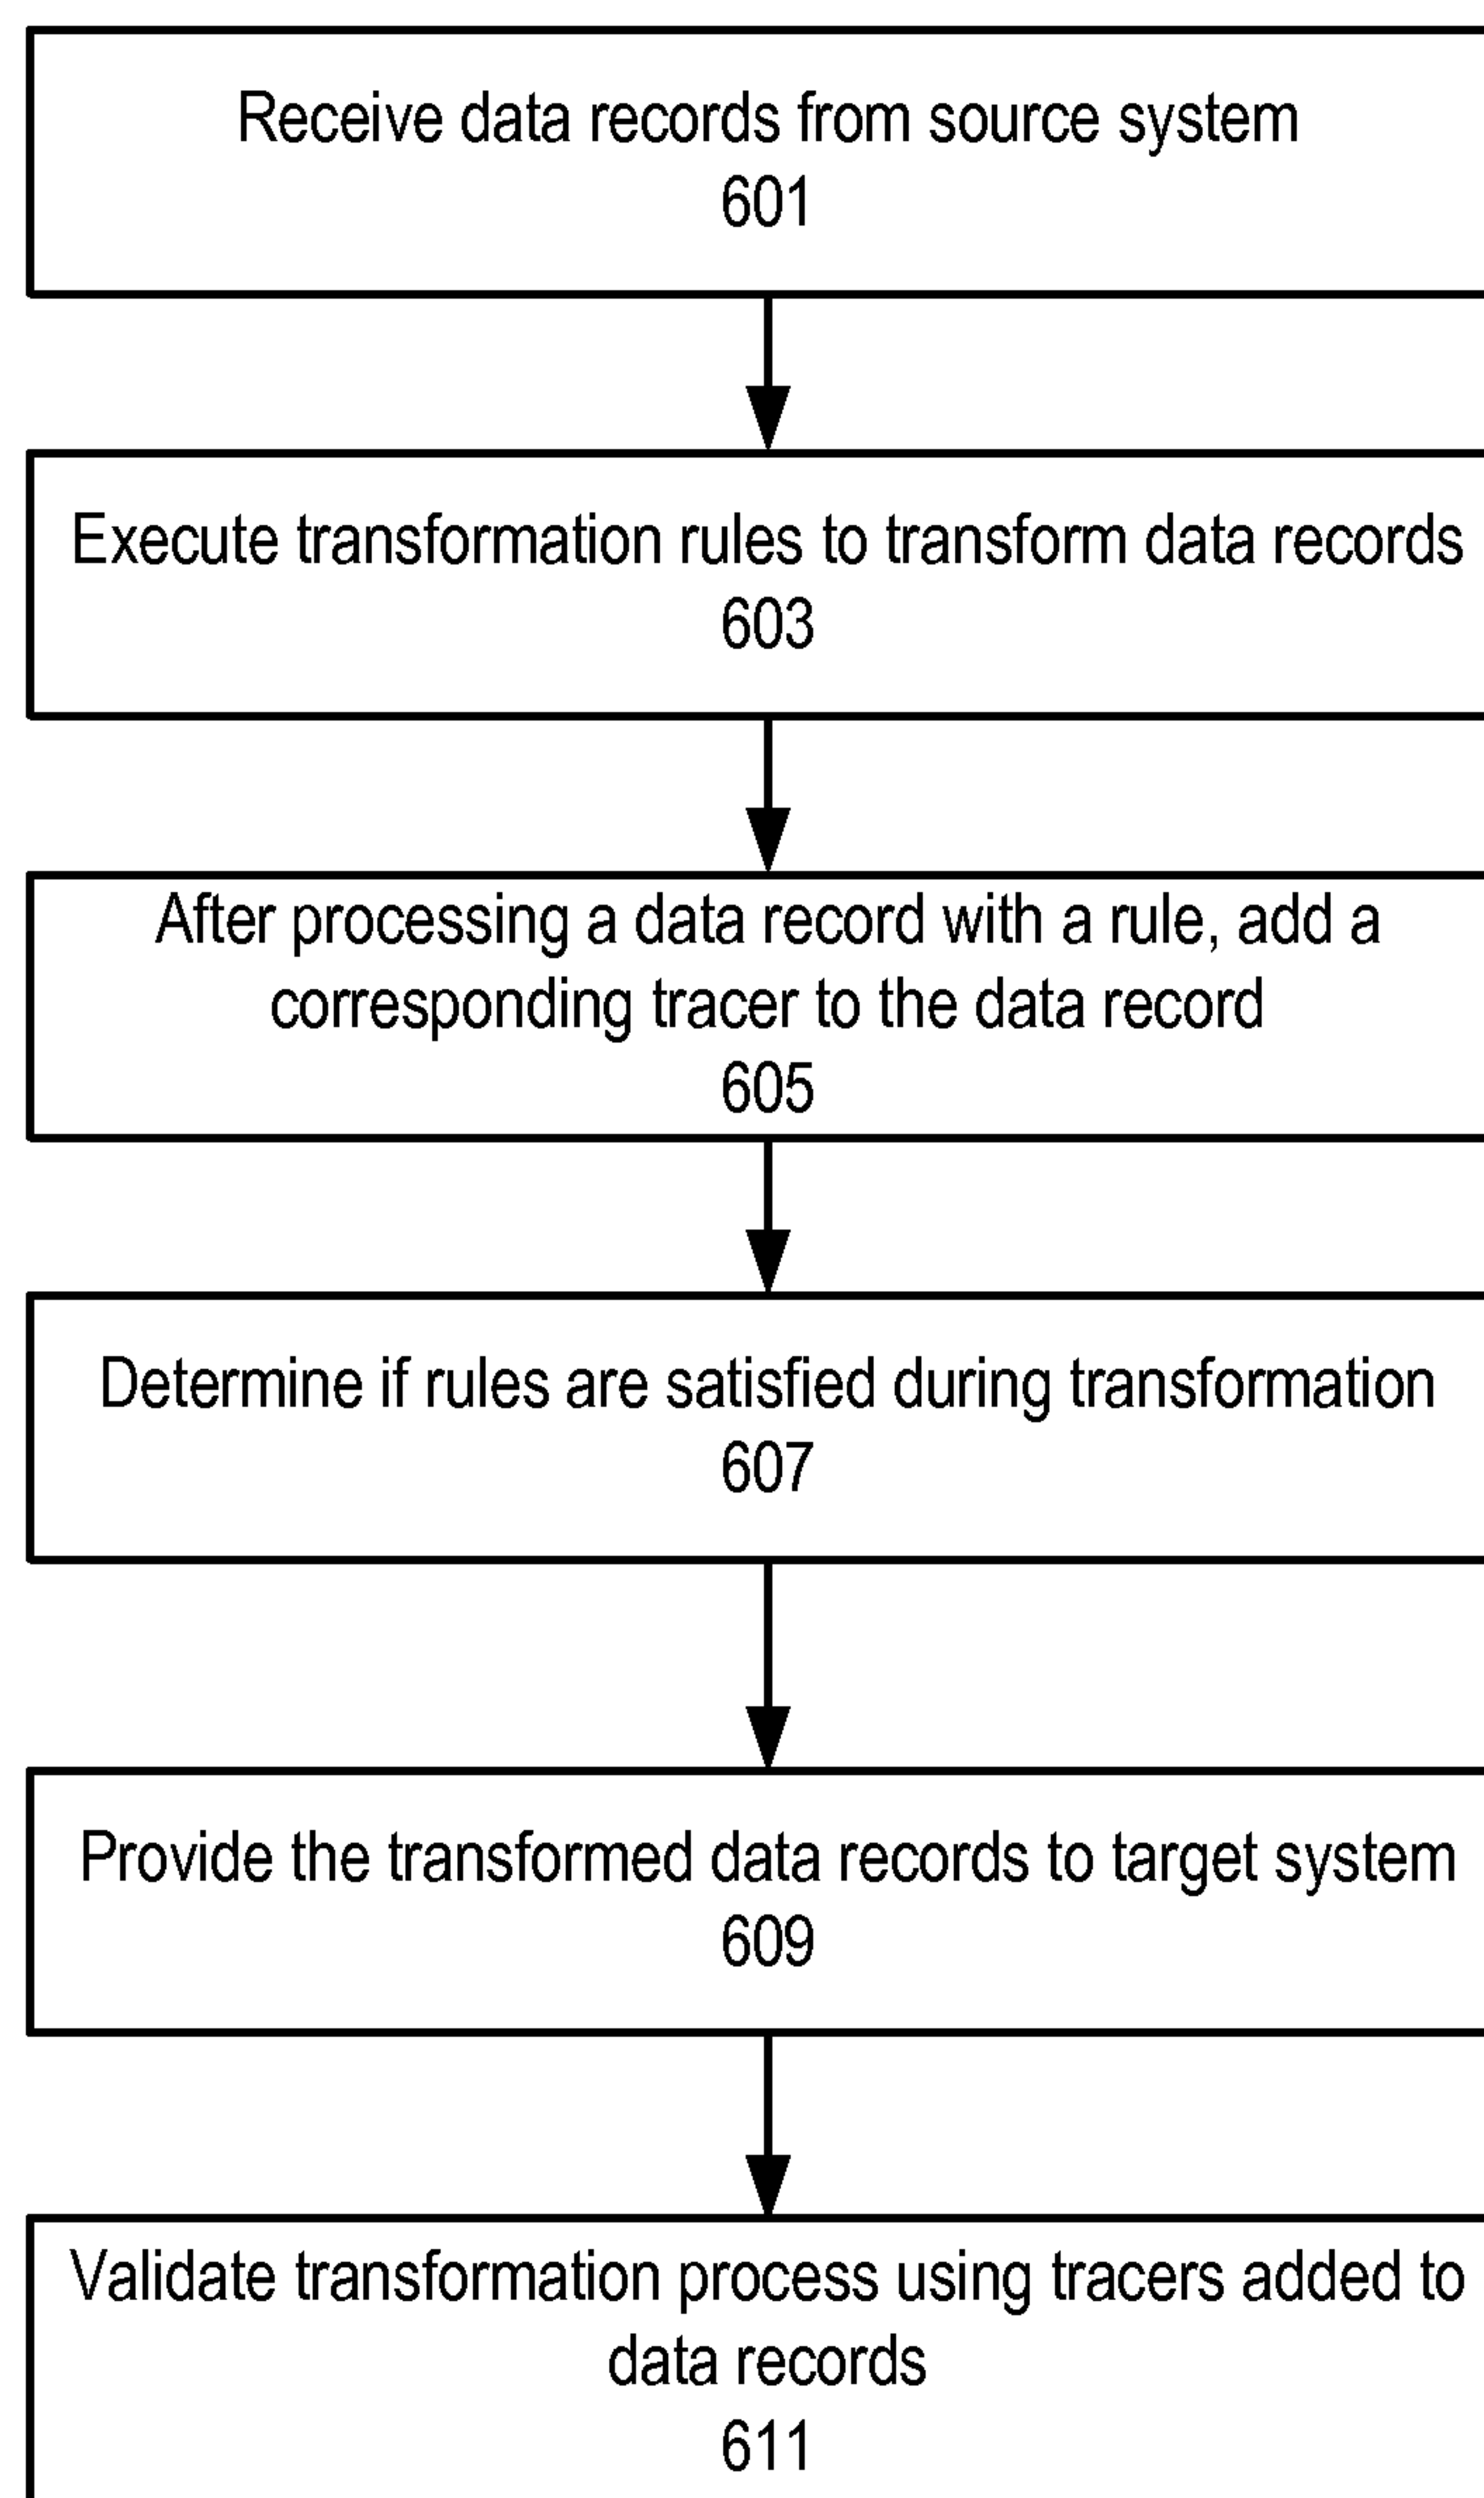 Receive data records from source system
601
Execute transformation rules to transform data records
603
After processing a data record with a rule, add a
corresponding tracer to the data record
605
Determine if rules are satisfied during transformation
607
Provide the transformed data records to target system
609
Validate transformation process using tracers added to
data records
611